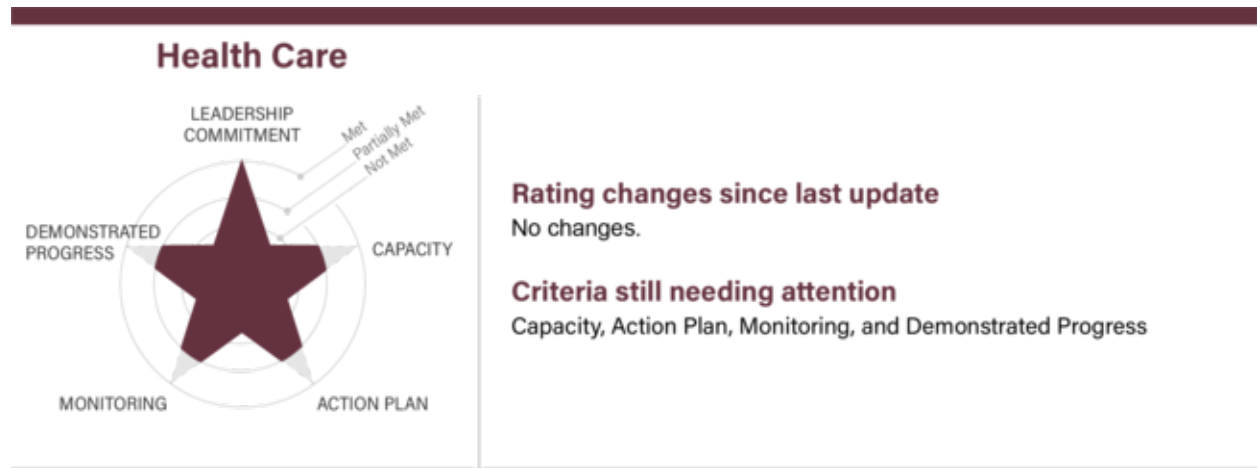 Health Care
LEADERSHIP
COMMITMENT
Met
Partially Met
Not Met
DEMONSTRATED
PROGRESS
CAPACITY
MONITORING
ACTION PLAN
Rating changes since last update
No changes.
Criteria still needing attention
Capacity, Action Plan, Monitoring, and Demonstrated Progress